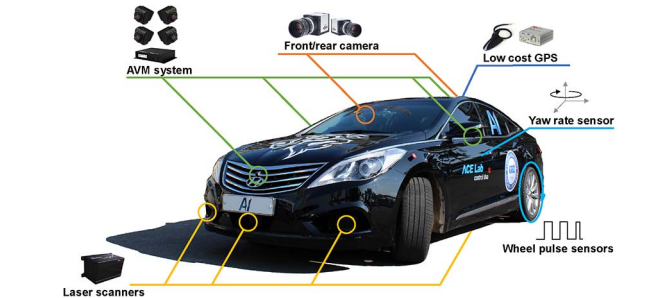 Front/rear camera
Low cost GPS
AVM system
Yaw rate sensor
A1
ACE Lab
control
A1
Wheel pulse sensors
Laser scanners